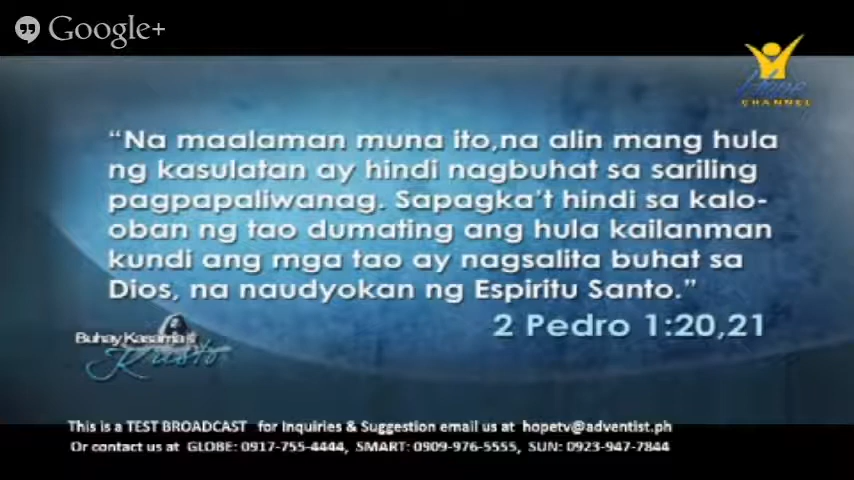 Google+
Hope
CHANNEL
“Na maalaman muna ito,na alin mang hula
ng kasulatan ay hindi nagbuhat sa sariling
pagpapaliwanag. Sapagka’t hindi sa kalo-
oban ng tao dumating ang hula kailanman
kundi ang mga tao ay nagsalita buhat sa
Dios, na naudyokan ng Espiritu Santo.”
2 Pedro 1:20,21
Buhay Kasama si
Kristo
This is a TEST BROADCAST for Inquiries & Suggestion email us at hopetv@adventist.ph
Or contact us at GLOBE: 0917-755-4444, SMART: 0909-976-5555, SUN: 0923-947-7844